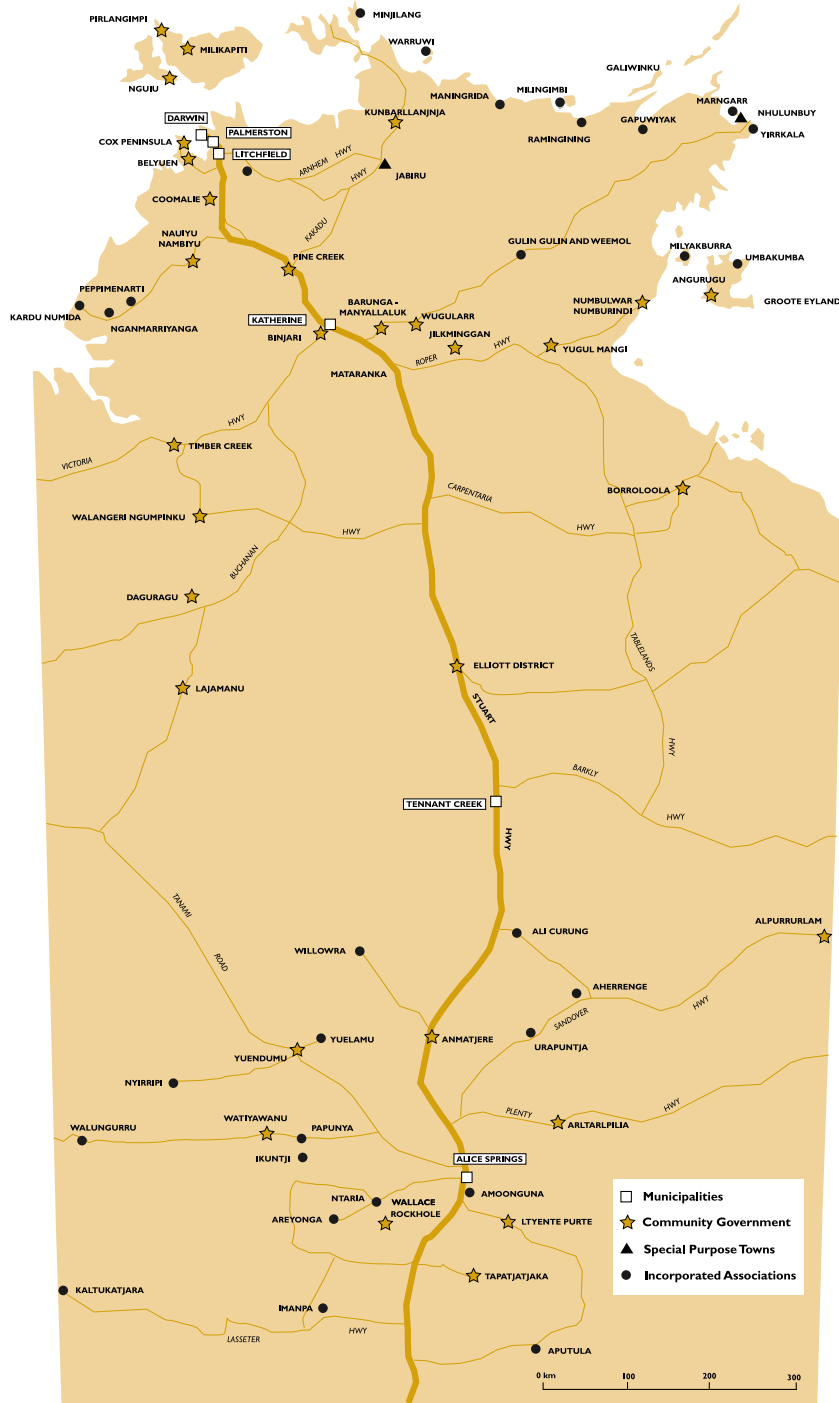 PIRLANGIMPI
MINJILANG
MILIKAPITI
WARRUWI
GALIWINKU
NGUIU
MANINGRIDA
MILINGIMBI
MARNGARR
NHULUNBUY
DARWIN
KUNBARLLANJNJA
GAPUWIYAK
PALMERSTON
RAMINGINING
YIRRKALA
COX PENINSULA
LITCHFIELD
BELYUEN
ARNHEM
HWY
JABIRU
HWY
COOMALIE
KAKADU
NAUIYU
NAMBIYU
GULIN GULIN AND WEEMOL
MILYAKBURRA
UMBAKUMBA
PINE CREEK
ANGURUGU
PEPPIMENARTI
NUMBULWAR
NUMBURINDI
GROOTE EYLAND
KARDU NUMIDA
BARUNGA -
MANYALLALUK
WUGULARR
KATHERINE
NGANMARRIYANGA
BINJARI
JILKMINGGAN
YUGUL MANGI
ROPER
HWY
MATARANKA
HWY
TIMBER CREEK
VICTORIA
CARPENTARIA
BORROLOOLA
WALANGERI NGUMPINKU
HWY
HWY
BUCHANAN
DAGURAGU
TABLELANDS
ELLIOTT DISTRICT
LAJAMANU
STUART
HWY
BARKLY
TENNANT CREEK
HWY
HWY
TANAMI
ALPURRURLAM
ALI CURUNG
WILLOWRA
ROAD
AHERRENGE
HWY
SANDOVER
YUELAMU
ANMATJERE
URAPUNTJA
YUENDUMU
NYIRRIPI
PLENTY
HWY
WATIYAWANU
ARLTARLPILIA
WALUNGURRU
PAPUNYA
IKUNTJI
ALICE SPRINGS
AMOONGUNA
NTARIA
WALLACE
ROCKHOLE
AREYONGA
LTYENTE PURTE
TAPATJATJAKA
KALTUKATJARA
IMANPA
LASSETER
HWY
APUTULA
Municipalities
Community Government
Special Purpose Towns
Incorporated Associations
0 km 100 200 300